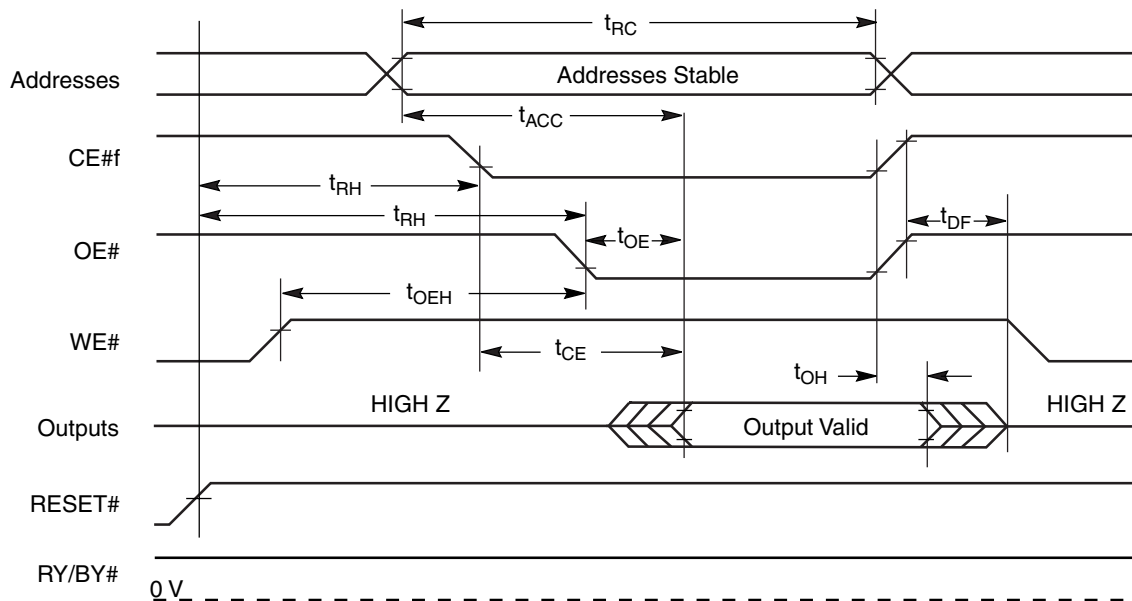 tRC
Addresses
Addresses Stable
tACC
CE#f
tRH
tRH
tDF
OE#
tOE
tOEH
WE#
tCE
tOH
HIGH Z
HIGH Z
Outputs
Output Valid
RESET#
RY/BY#
0 V